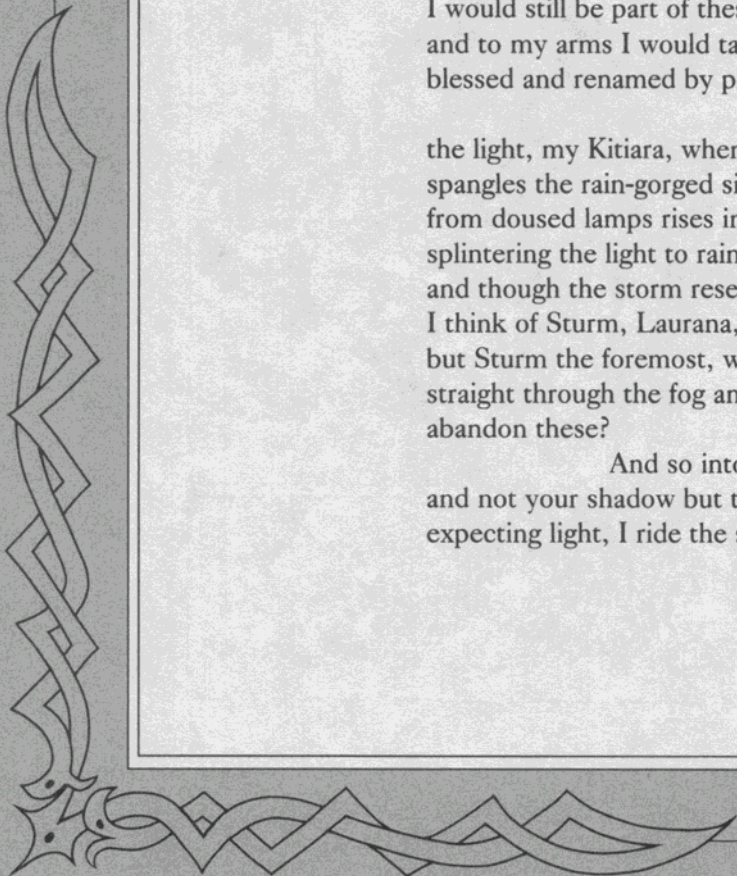 I would still be part of thes
and to my arms I would ta
blessed and renamed by p
the light, my Kitiara,
spangles the rain-gorged si
from doused lamps rises
splintering the light to rain
and though the storm rese
I think of Sturm, Laurana,
but Sturm the foremost, w
straight through the fog an
abandon these?
And so into
and not your shadow but t
expecting light, I ride the s